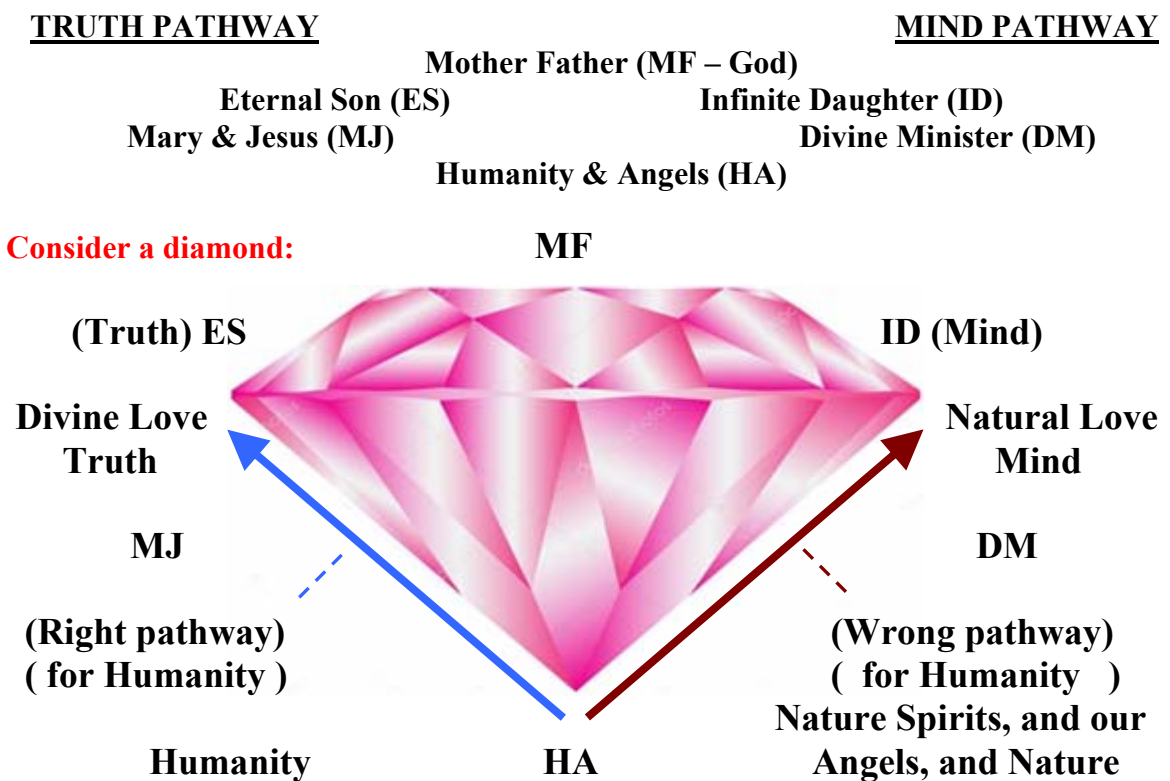 TRUTH PATHWAY MIND PATHWAY
Mother Father (MF – God)
Eternal Son (ES) Infinite Daughter (ID)
Mary & Jesus (MJ) Divine Minister (DM)
Humanity & Angels (HA)
Consider a diamond: MF
(Truth) ES ID (Mind)
Divine Love Natural Love
Truth Mind
MJ DM
(Right pathway) (Wrong pathway)
( for Humanity ) ( for Humanity )
Nature Spirits, and our
Humanity HA Angels, and Nature